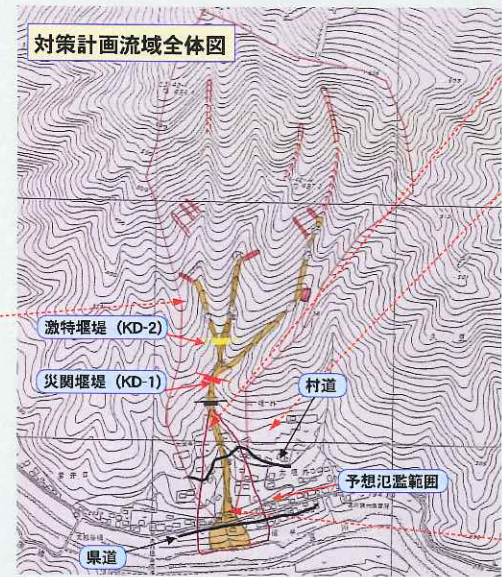 対策計画流域全体図
激特堰堤（KD-2）
災関堰堤（KD-1）
村道
予想氾濫範囲
県道